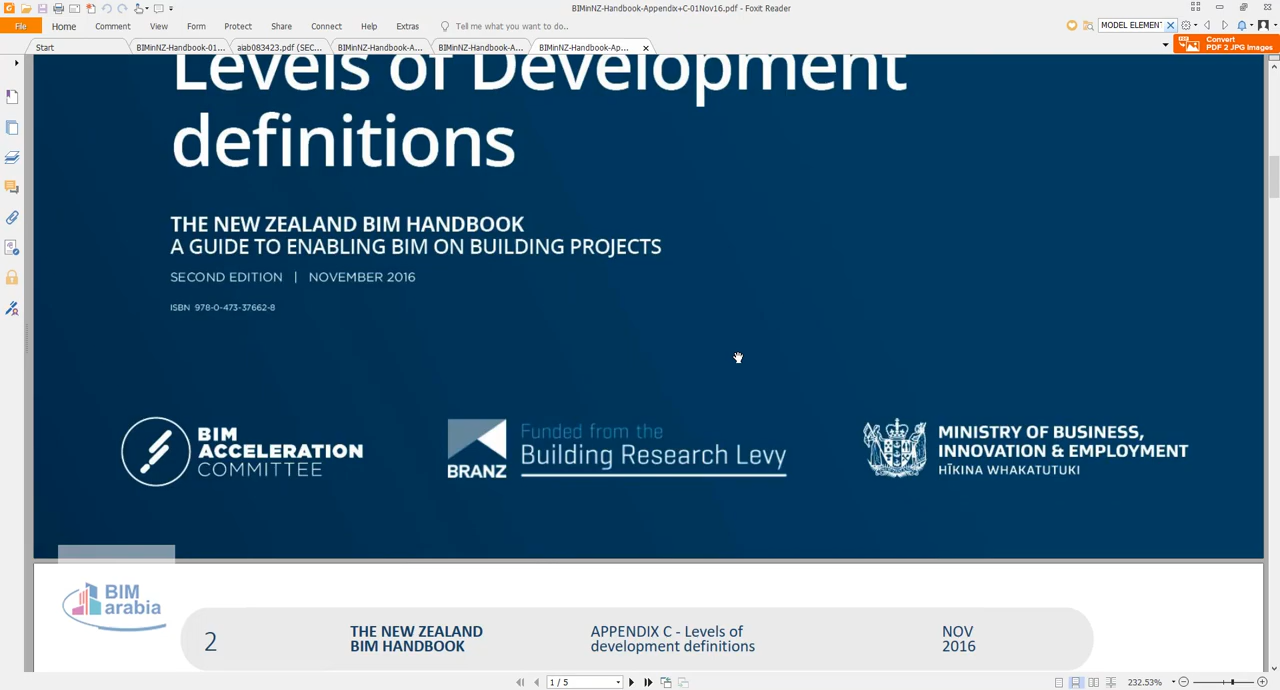 BIMinNZ-Handbook-Appendix+C-01Nov16.pdf - Foxit Reader
File Home Comment View Form Protect Share Connect Help Extras Tell me what you want to do.. MODEL ELEMEN
Convert
PDF 2 JPG Images
Start BIMinNZ-Handbook-01... aiab083423.pdf (SEC... BIMinNZ-Handbook-A... BIMinNZ-Handbook-A... BIMinNZ-Handbook-Ap...
Levels of Development
definitions
THE NEW ZEALAND BIM HANDBOOK
A GUIDE TO ENABLING BIM ON BUILDING PROJECTS
SECOND EDITION | NOVEMBER 2016
ISBN 978-0-473-37662-8
BIM
ACCELERATION
COMMITTEE
BRANZ
Funded from the
Building Research Levy
MINISTRY OF BUSINESS,
INNOVATION & EMPLOYMENT
HĪKINA WHAKATUTUKI
BIM
arabia
2
THE NEW ZEALAND
BIM HANDBOOK
APPENDIX C - Levels of
development definitions
NOV
2016
1 / 5
232.53%